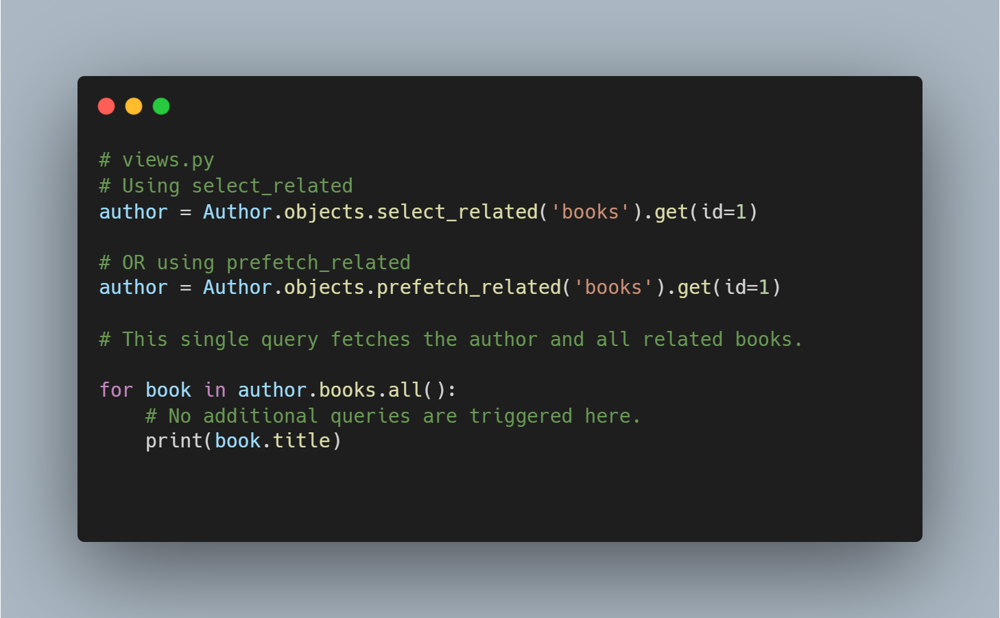 # views.py
# Using select_related
author = Author.objects.select_related('books').get(id=1)
# OR using prefetch_related
author = Author.objects.prefetch_related('books').get(id=1)
# This single query fetches the author and all related books.
for book in author.books.all():
    # No additional queries are triggered here.
    print(book.title)